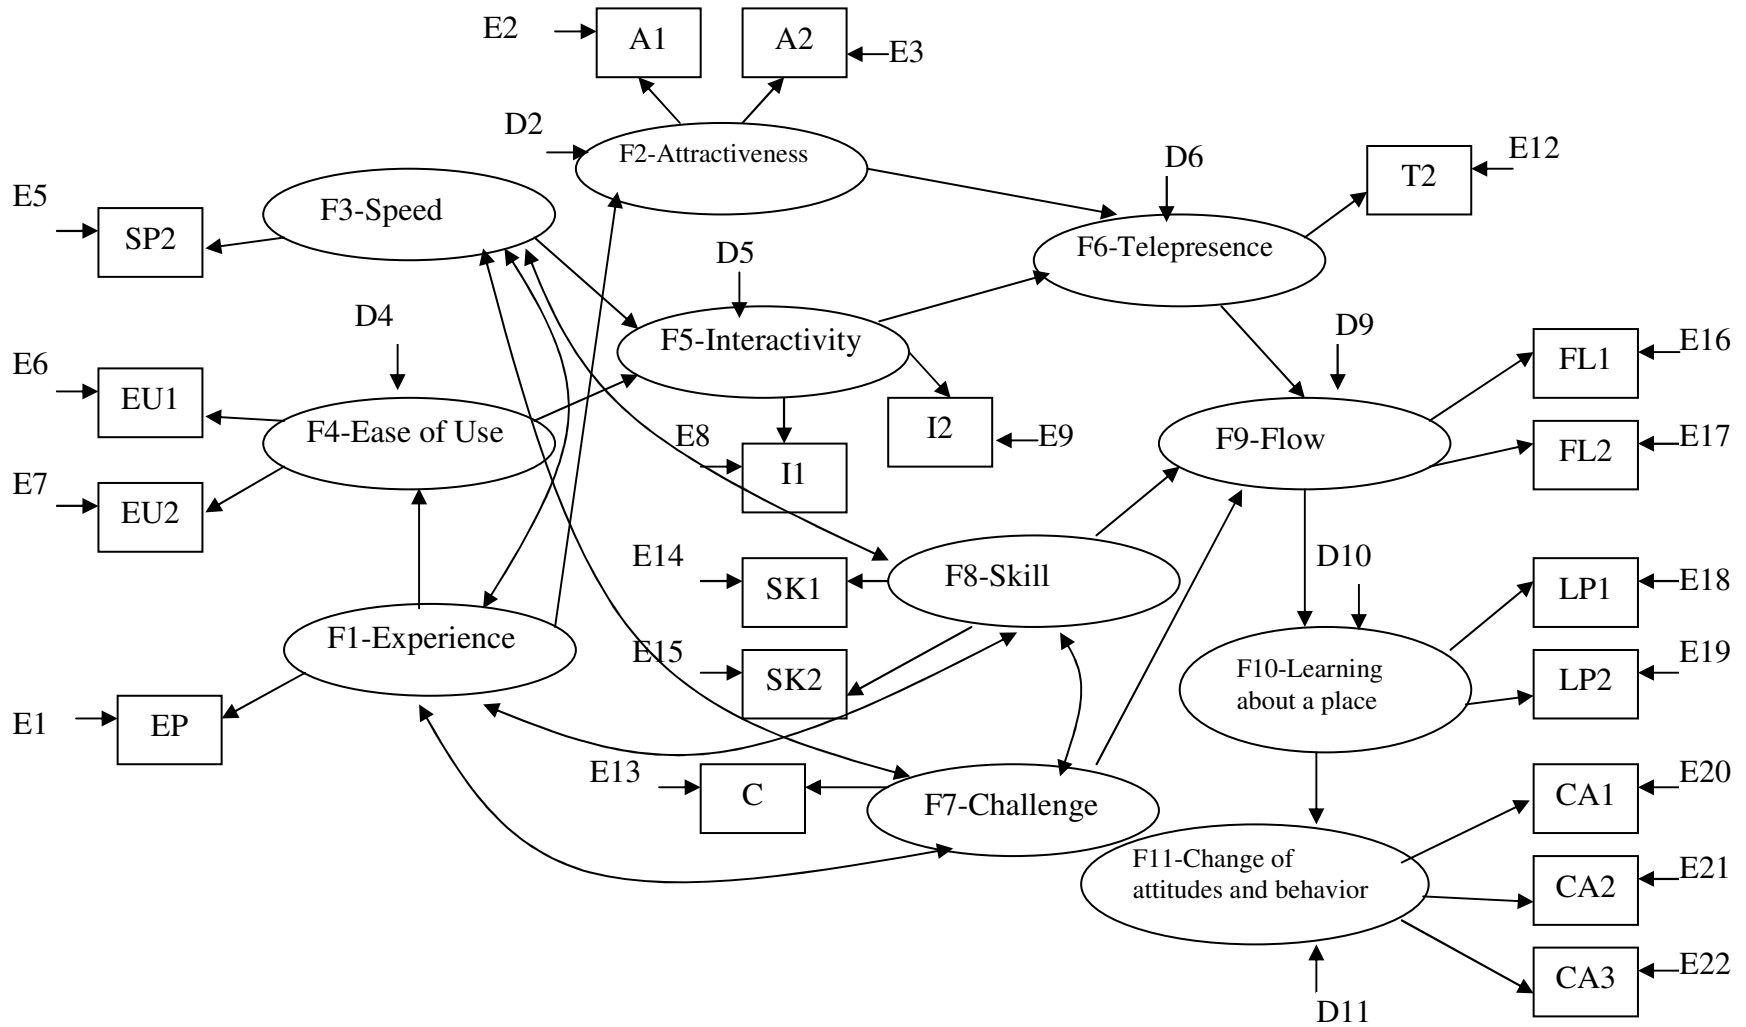 E2
A1
A2
E3
D2
F2-Attractiveness
D6
E12
T2
E5
SP2
F3-Speed
D5
F6-Telepresence
D4
F5-Interactivity
D9
E16
FL1
E6
EU1
F4-Ease of Use
E8
I1
I2
E9
F9-Flow
FL2
E17
E7
EU2
E14
SK1
F8-Skill
D10
LP1
E18
F1-Experience
E15
SK2
F10-Learning
about a place
LP2
E19
E1
EP
E13
C
F7-Challenge
CA1
E20
F11-Change of
attitudes and behavior
CA2
E21
CA3
E22
D11